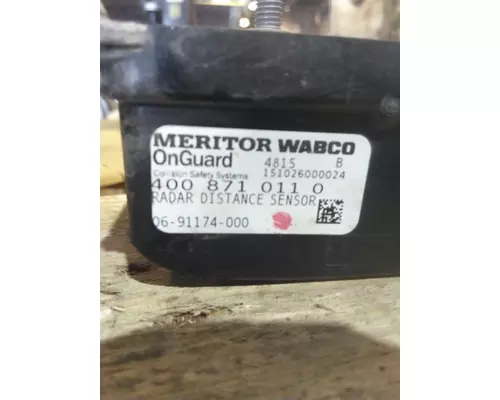 MERITOR WABCO
OnGuard 4815 B
Collision Safety Systems 151026000024
400 871 011 0
RADAR DISTANCE SENSOR
06-91174-000